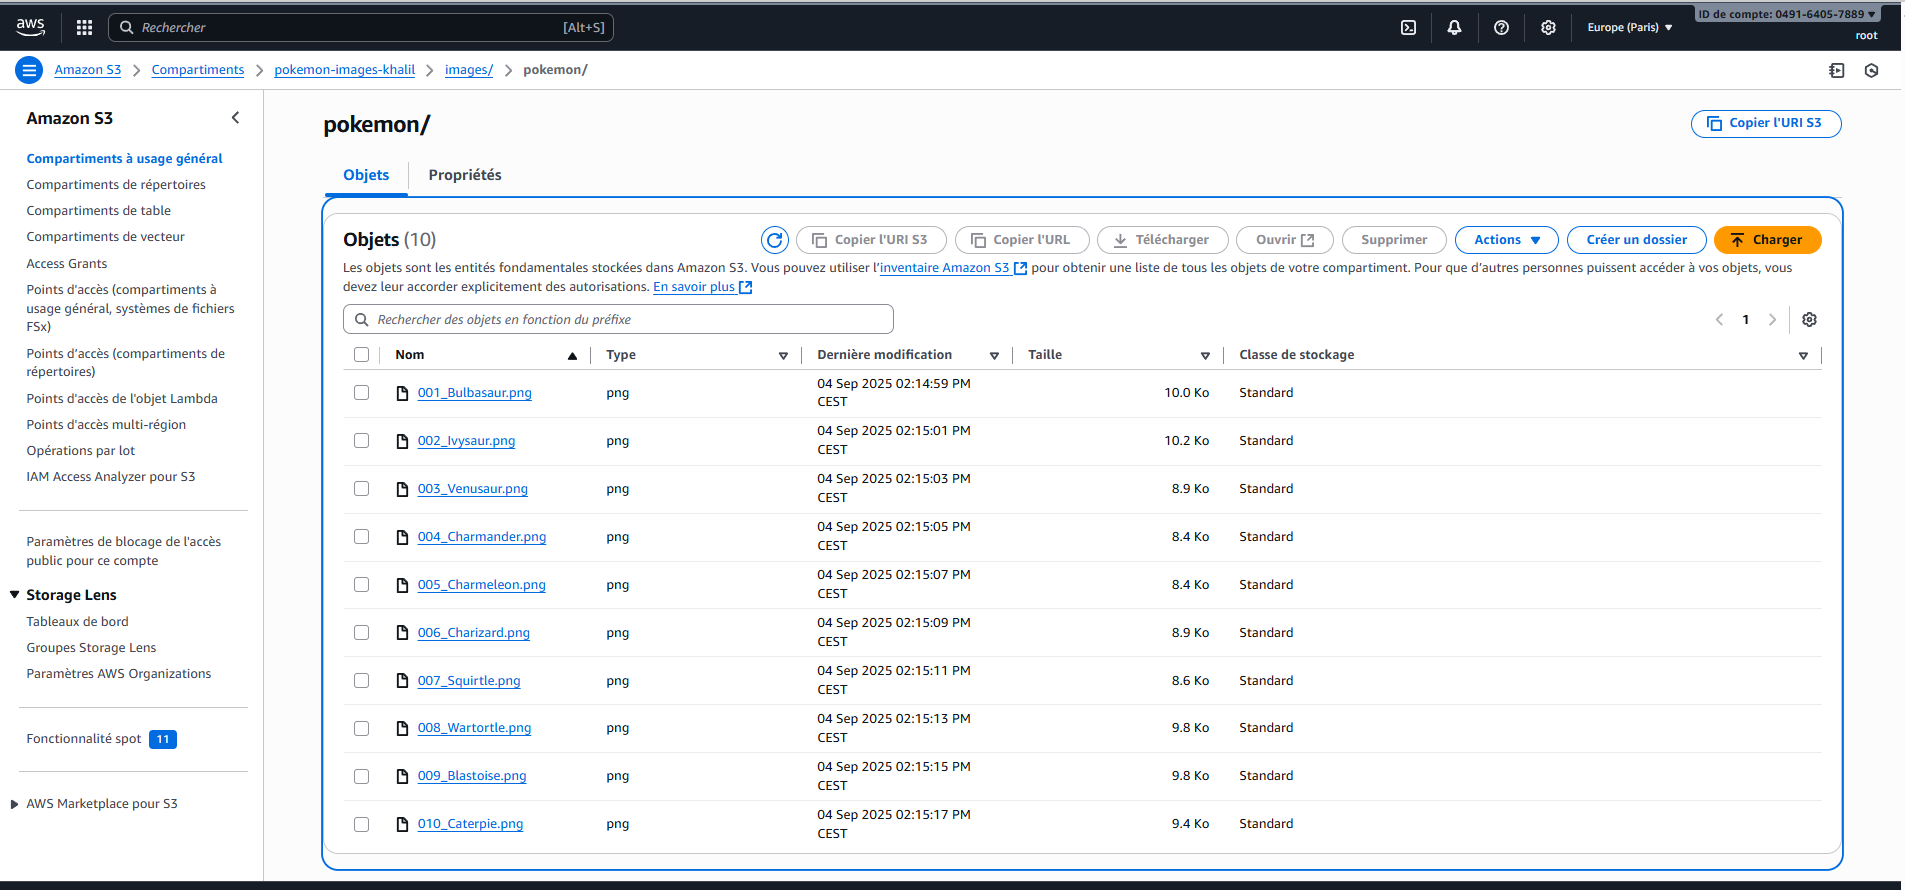 aws
Rechercher [Alt+S]
Europe (Paris)
ID de compte: 0491-6405-7889
root
Amazon S3
Compartiments
pokemon-images-khalil
images/
pokemon/
Amazon S3
Compartiments à usage général
Compartiments de répertoires
Compartiments de table
Compartiments de vecteur
Access Grants
Points d'accès (compartiments à
usage général, systèmes de fichiers
FSx)
Points d'accès (compartiments de
répertoires)
Points d'accès de l'objet Lambda
Points d'accès multi-région
Opérations par lot
IAM Access Analyzer pour S3
Paramètres de blocage de l'accès
public pour ce compte
Storage Lens
Tableaux de bord
Groupes Storage Lens
Paramètres AWS Organizations
Fonctionnalité spot 11
AWS Marketplace pour S3
pokemon/
Copier l'URI S3
Objets
Propriétés
Objets (10)
Copier l'URI S3
Copier l'URL
Télécharger
Ouvrir
Supprimer
Actions
Créer un dossier
Charger
Les objets sont les entités fondamentales stockées dans Amazon S3. Vous pouvez utiliser l'inventaire Amazon S3 pour obtenir une liste de tous les objets de votre compartiment. Pour que d'autres personnes puissent accéder à vos objets, vous
devez leur accorder explicitement des autorisations. En savoir plus
Rechercher des objets en fonction du préfixe
1
Nom Type Dernière modification Taille Classe de stockage
001_Bulbasaur.png png 04 Sep 2025 02:14:59 PM CEST 10.0 Ko Standard
002_Ivysaur.png png 04 Sep 2025 02:15:01 PM CEST 10.2 Ko Standard
003_Venusaur.png png 04 Sep 2025 02:15:03 PM CEST 8.9 Ko Standard
004_Charmander.png png 04 Sep 2025 02:15:05 PM CEST 8.4 Ko Standard
005_Charmeleon.png png 04 Sep 2025 02:15:07 PM CEST 8.4 Ko Standard
006_Charizard.png png 04 Sep 2025 02:15:09 PM CEST 8.9 Ko Standard
007_Squirtle.png png 04 Sep 2025 02:15:11 PM CEST 8.6 Ko Standard
008_Wartortle.png png 04 Sep 2025 02:15:13 PM CEST 9.8 Ko Standard
009_Blastoise.png png 04 Sep 2025 02:15:15 PM CEST 9.8 Ko Standard
010_Caterpie.png png 04 Sep 2025 02:15:17 PM CEST 9.4 Ko Standard